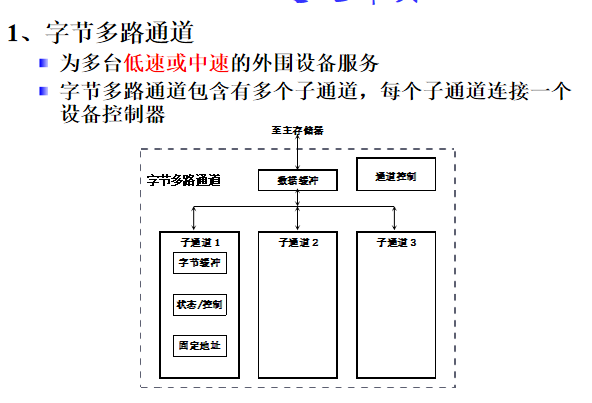 1、字节多路通道
为多台低速或中速的外围设备服务
字节多路通道包含有多个子通道，每个子通道连接一个
设备控制器
至主存储器
字节多路通道
数据缓冲
通道控制
子通道1
子通道2
子通道3
字节缓冲
状态/控制
固定地址